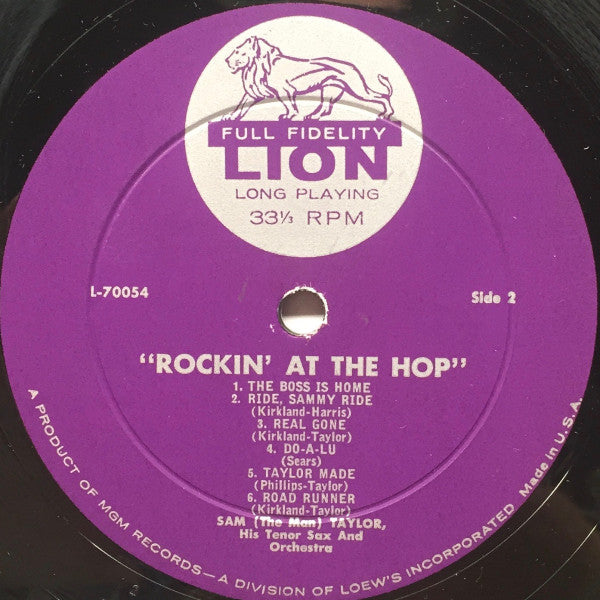 FULL FIDELITY
LION
LONG PLAYING
33⅓ RPM
L-70054
Side 2
"ROCKIN' AT THE HOP"
1. THE BOSS IS HOME
2. RIDE, SAMMY RIDE
(Kirkland-Harris)
3. REAL GONE
(Kirkland-Taylor)
4. DO-A-LU
(Sears)
5. TAYLOR MADE
(Phillips-Taylor)
6. ROAD RUNNER
(Kirkland-Taylor)
SAM (The Man) TAYLOR,
His Tenor Sax And
Orchestra
A PRODUCT OF MGM RECORDS—A DIVISION OF LOEW'S INCORPORATED Made in U.S.A.